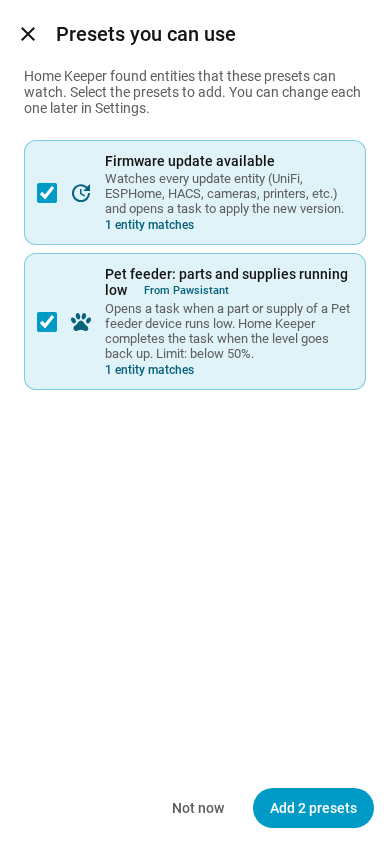 Presets you can use
Home Keeper found entities that these presets can
watch. Select the presets to add. You can change each
one later in Settings.
Firmware update available
Watches every update entity (UniFi,
ESPHome, HACS, cameras, printers, etc.)
and opens a task to apply the new version.
1 entity matches
Pet feeder: parts and supplies running
low From Pawsistant
Opens a task when a part or supply of a Pet
feeder device runs low. Home Keeper
completes the task when the level goes
back up. Limit: below 50%.
1 entity matches
Not now
Add 2 presets